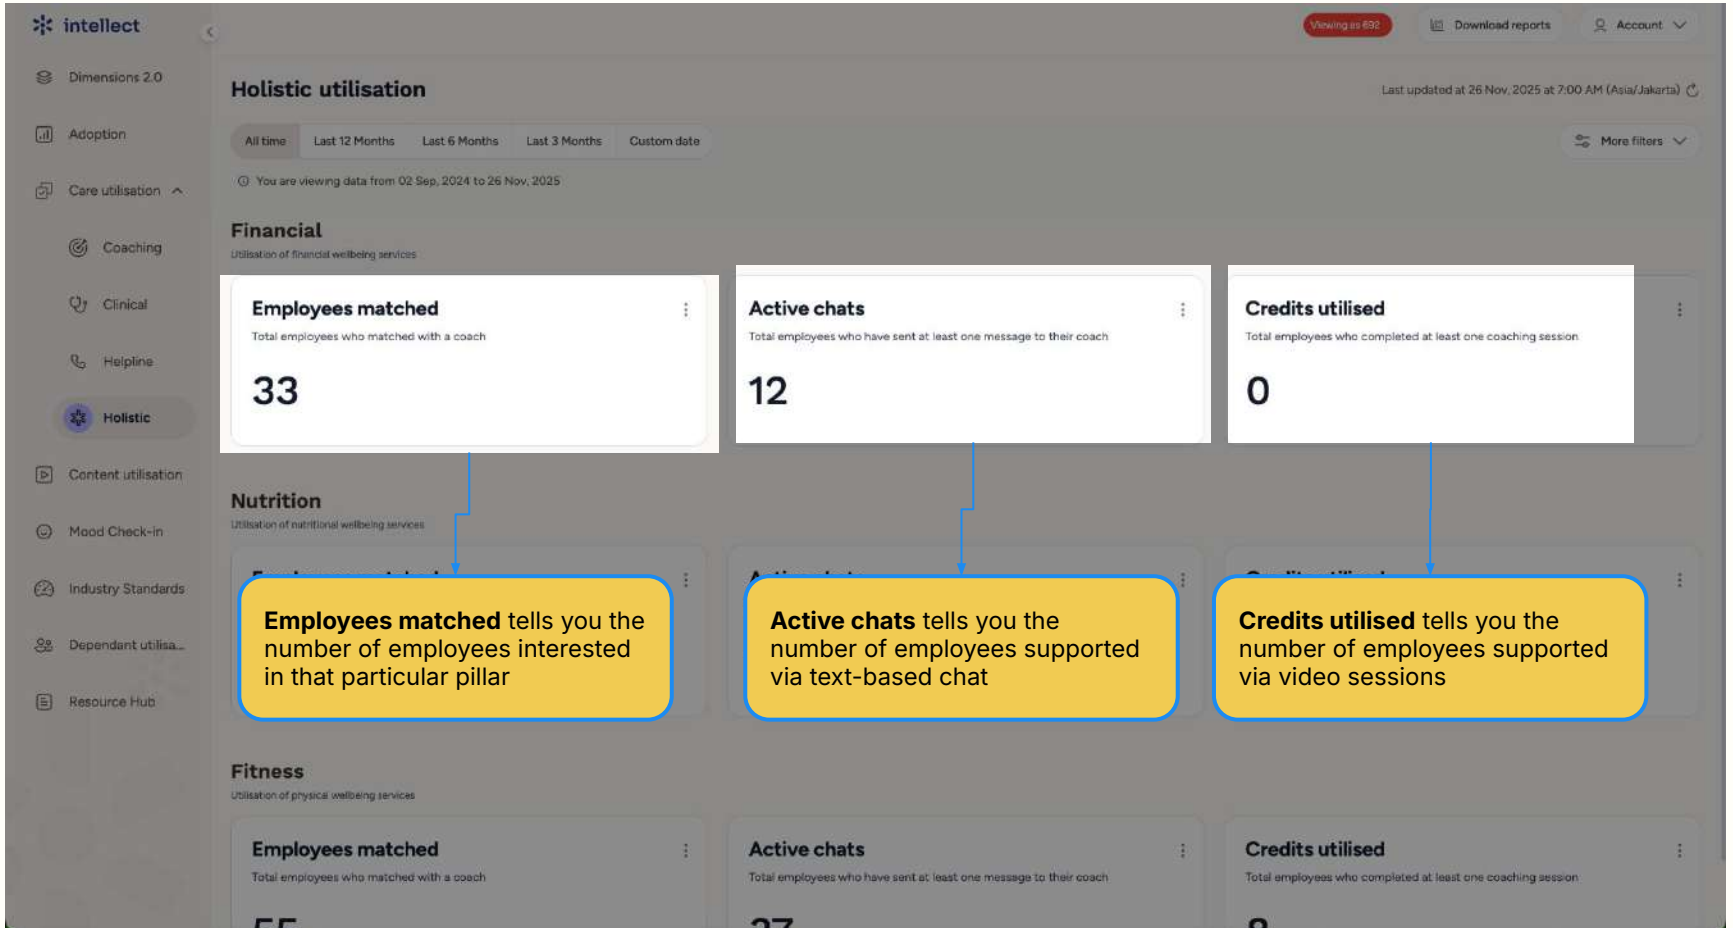 intellect
Viewing as 692
Download reports
Account
Dimensions 2.0
Adoption
Care utilisation
Coaching
Clinical
Helpline
Holistic
Content utilisation
Mood Check-in
Industry Standards
Dependant utilisa...
Resource Hub
Holistic utilisation
Last updated at 26 Nov, 2025 at 7:00 AM (Asia/Jakarta)
All time
Last 12 Months
Last 6 Months
Last 3 Months
Custom date
More filters
You are viewing data from 02 Sep, 2024 to 26 Nov, 2025
Financial
Utilisation of financial wellbeing services
Employees matched
Total employees who matched with a coach
33
Active chats
Total employees who have sent at least one message to their coach
12
Credits utilised
Total employees who completed at least one coaching session
0
Nutrition
Utilisation of nutritional wellbeing services
Employees matched tells you the
number of employees interested
in that particular pillar
Active chats tells you the
number of employees supported
via text-based chat
Credits utilised tells you the
number of employees supported
via video sessions
Fitness
Utilisation of physical wellbeing services
Employees matched
Total employees who matched with a coach
Active chats
Total employees who have sent at least one message to their coach
Credits utilised
Total employees who completed at least one coaching session